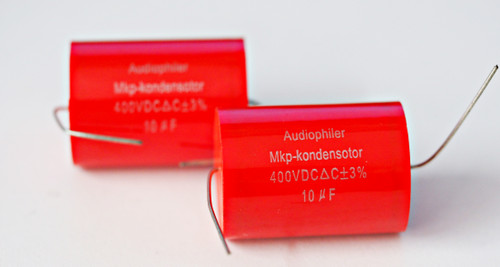 Audiophiler
Mkp-kondensotor
400VDC△C±3%
10μF
Audiophiler
Mkp-kondensotor
400VDC△C±3%
10μF